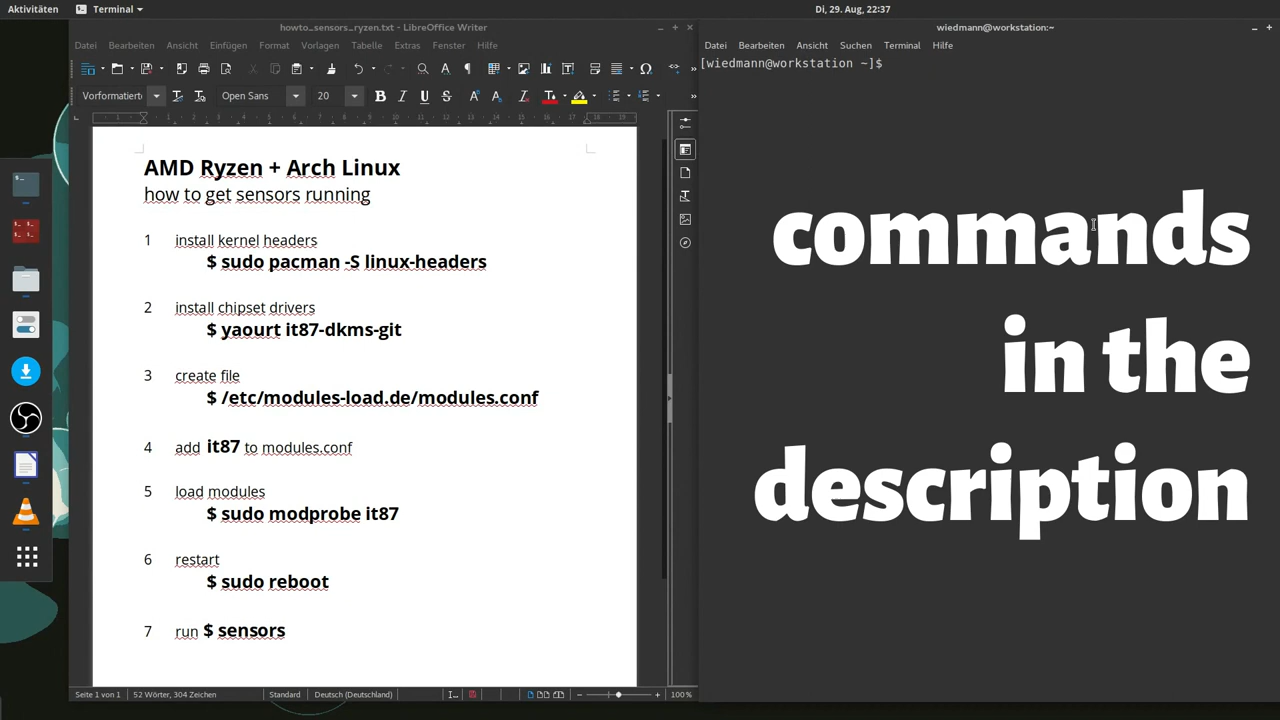 Aktivitäten
Terminal
Di, 29. Aug, 22:37
howto_sensors_ryzen.txt - LibreOffice Writer
Datei Bearbeiten Ansicht Einfügen Format Vorlagen Tabelle Extras Fenster Hilfe
Open Sans
20
AMD Ryzen + Arch Linux
how to get sensors running
1 install kernel headers
$ sudo pacman -S linux-headers
2 install chipset drivers
$ yaourt it87-dkms-git
3 create file
$ /etc/modules-load.de/modules.conf
4 add it87 to modules.conf
5 load modules
$ sudo modprobe it87
6 restart
$ sudo reboot
7 run $ sensors
Seite 1 von 1 52 Wörter, 304 Zeichen Standard Deutsch (Deutschland) 100%
wiedmann@workstation:~
Datei Bearbeiten Ansicht Suchen Terminal Hilfe
[wiedmann@workstation ~]$
commands
in the
description